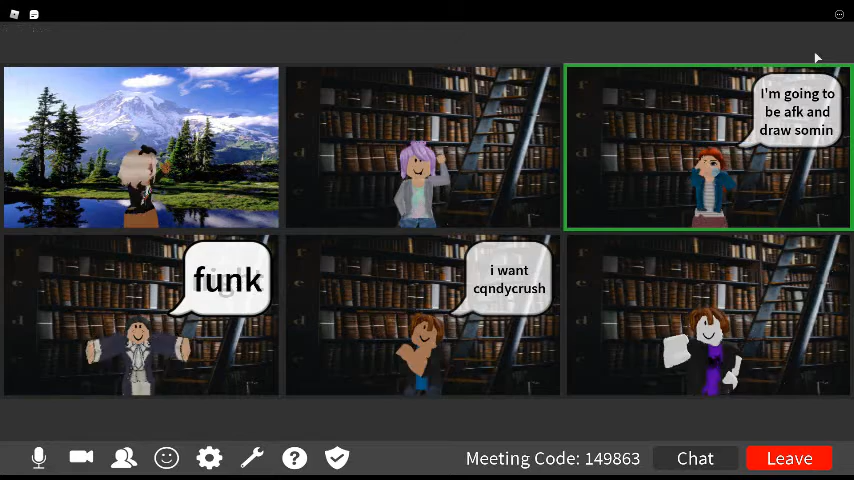 I'm going to
be afk and
draw somin
funk
i want
cqndycrush
Meeting Code: 149863
Chat
Leave